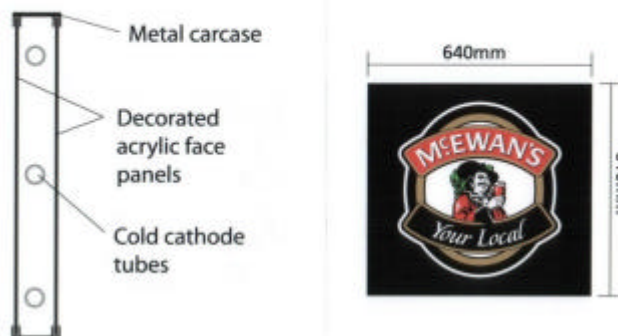 Metal carcase
Decorated
acrylic face
panels
Cold cathode
tubes
640mm
McEWAN'S
Your Local